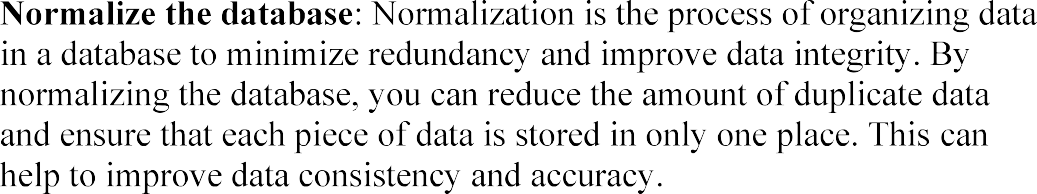 Normalize the database: Normalization is the process of organizing data
in a database to minimize redundancy and improve data integrity. By
normalizing the database, you can reduce the amount of duplicate data
and ensure that each piece of data is stored in only one place. This can
help to improve data consistency and accuracy.